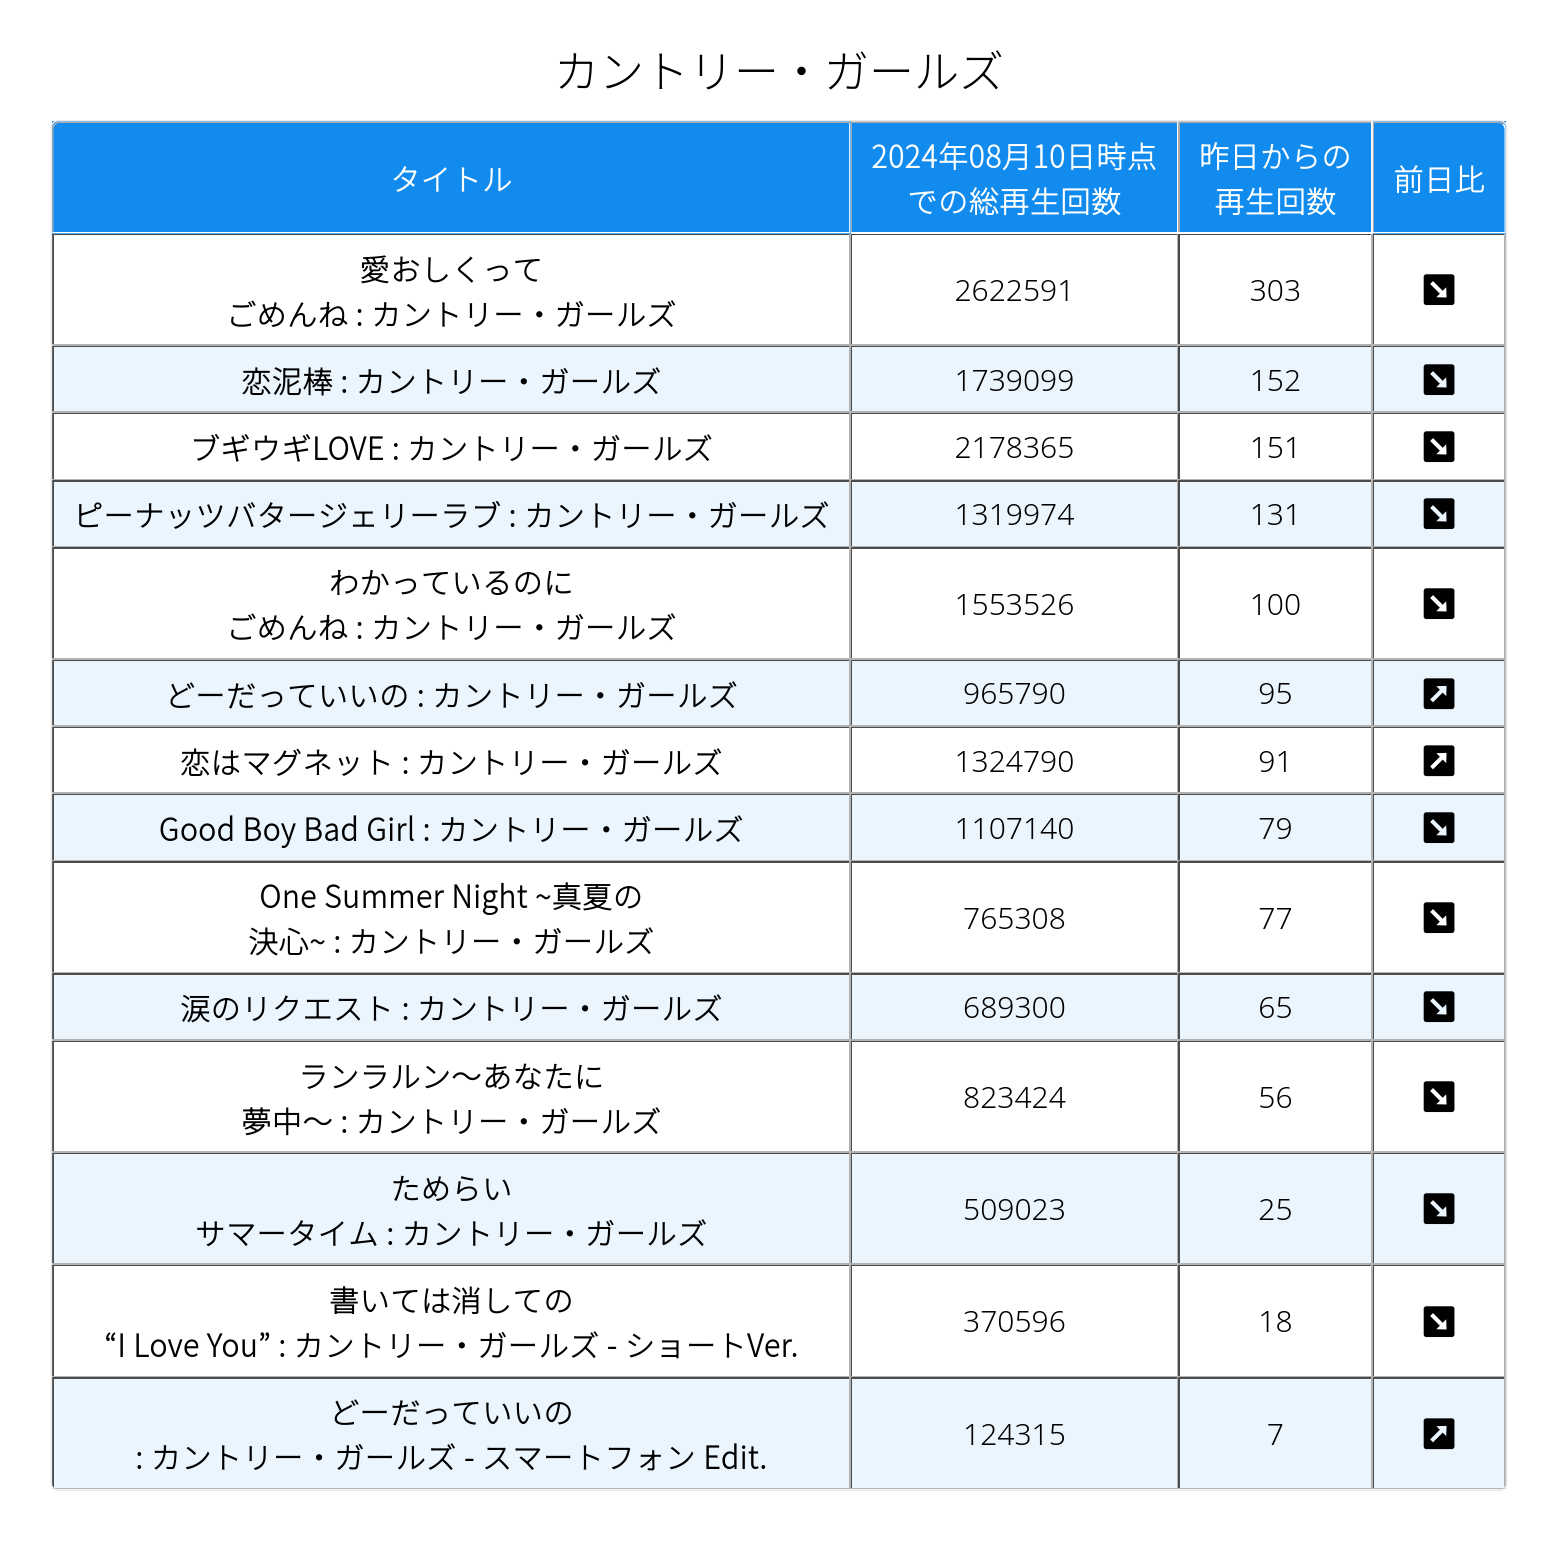 カントリー・ガールズ
タイトル
2024年08月10日時点
での総再生回数
昨日からの
再生回数
前日比
愛おしくって
ごめんね : カントリー・ガールズ
2622591
303
恋泥棒 : カントリー・ガールズ
1739099
152
ブギウギLOVE : カントリー・ガールズ
2178365
151
ピーナッツバタージェリーラブ : カントリー・ガールズ
1319974
131
わかっているのに
ごめんね : カントリー・ガールズ
1553526
100
どーだっていいの : カントリー・ガールズ
965790
95
恋はマグネット : カントリー・ガールズ
1324790
91
Good Boy Bad Girl : カントリー・ガールズ
1107140
79
One Summer Night ~真夏の
決心~ : カントリー・ガールズ
765308
77
涙のリクエスト : カントリー・ガールズ
689300
65
ランラルン〜あなたに
夢中〜 : カントリー・ガールズ
823424
56
ためらい
サマータイム : カントリー・ガールズ
509023
25
書いては消しての
“I Love You” : カントリー・ガールズ - ショートVer.
370596
18
どーだっていいの
: カントリー・ガールズ - スマートフォン Edit.
124315
7